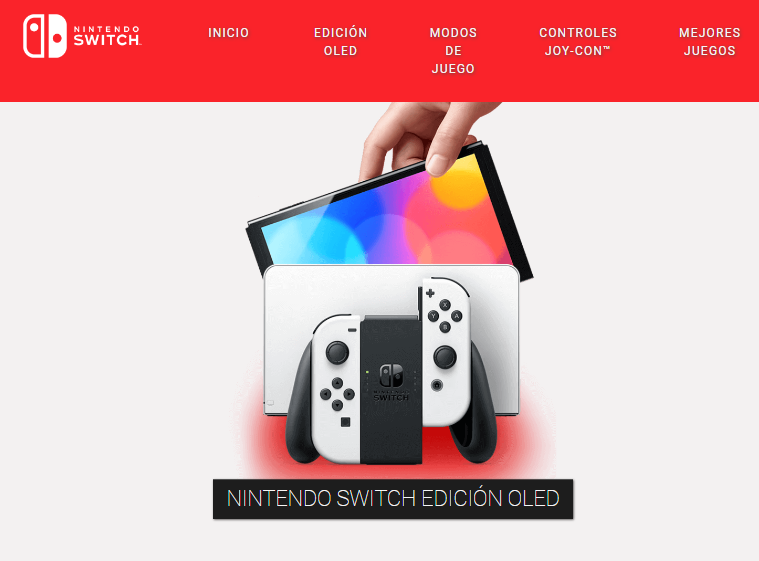 NINTENDO
SWITCH
INICIO
EDICIÓN
OLED
MODOS
DE
JUEGO
CONTROLES
JOY-CON™
MEJORES
JUEGOS
X
Y
A
B
NINTENDO
SWITCH
NINTENDO SWITCH EDICIÓN OLED